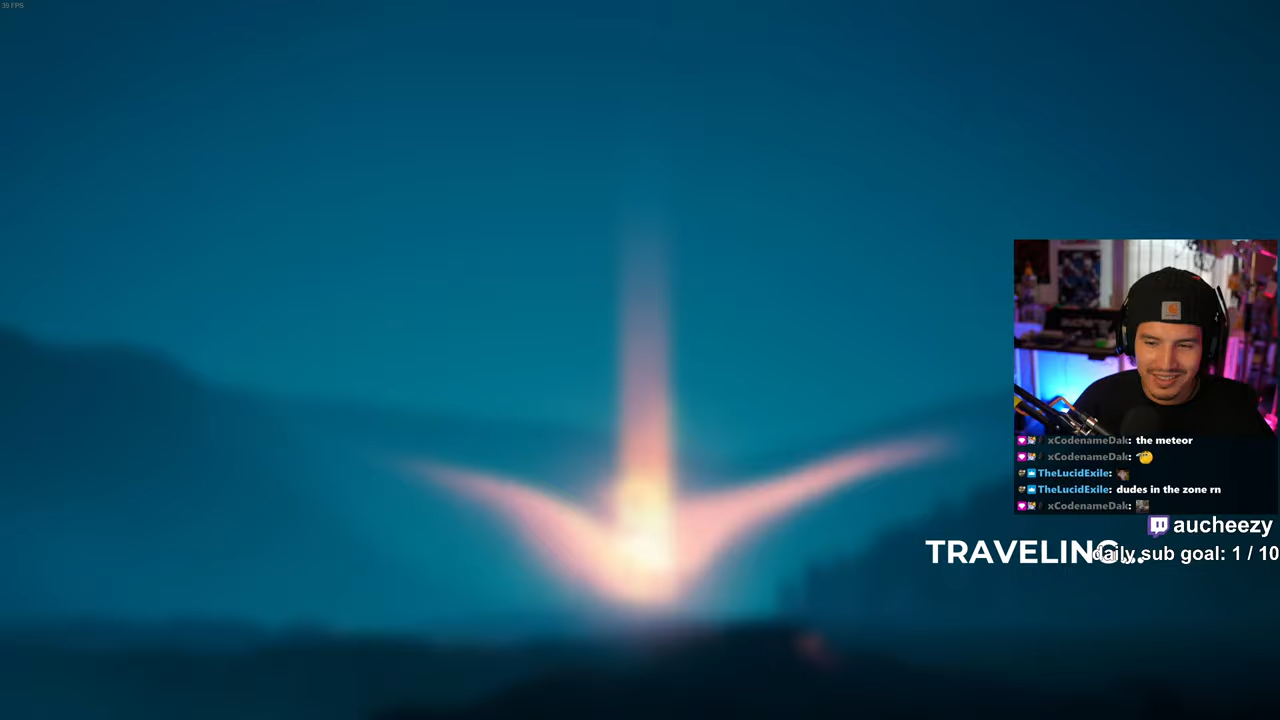 39 FPS
xCodenameDak: the meteor
xCodenameDak:
TheLucidExile:
TheLucidExile: dudes in the zone rn
xCodenameDak:
aucheezy
TRAVELING...
daily sub goal: 1 / 10